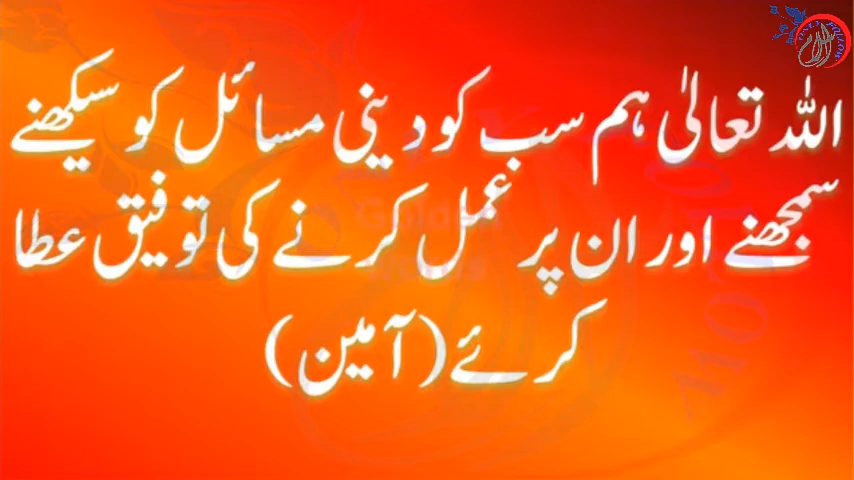 اللہ تعالیٰ ہم سب کو دینی مسائل کو سیکھنے
سمجھنے اور ان پر عمل کرنے کی توفیق عطا
کرئے (آمین)